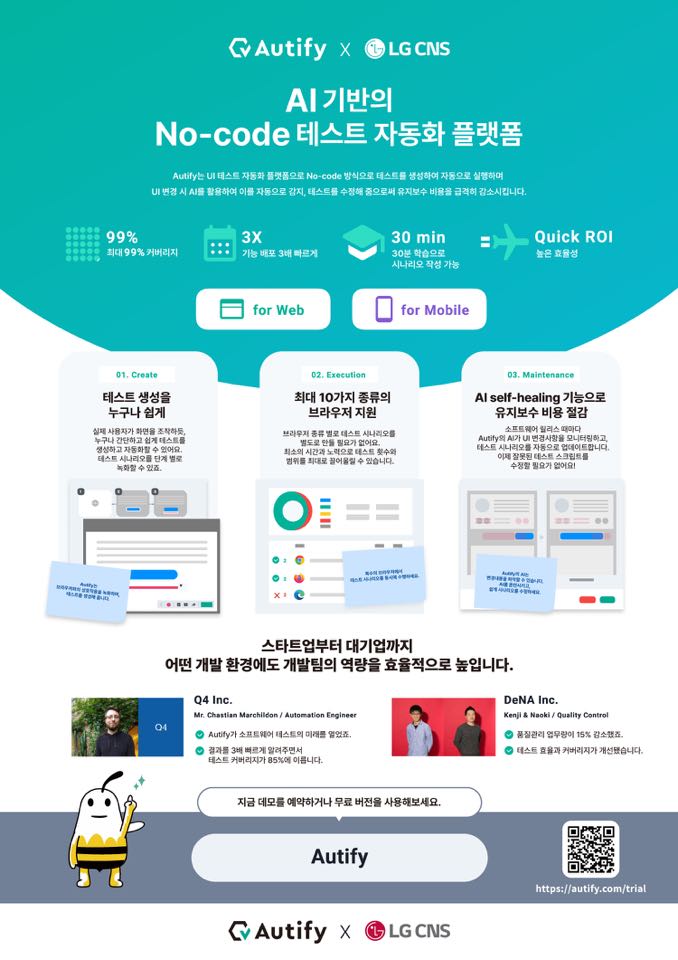 Autify X LG CNS
AI 기반의
No-code 테스트 자동화 플랫폼
Autify는 UI 테스트 자동화 플랫폼으로 No-code 방식으로 테스트를 생성하여 자동으로 실행하며
UI 변경 시 AI를 활용하여 이를 자동으로 감지, 테스트를 수정해 줌으로써 유지보수 비용을 급격히 감소시킵니다.
99%
최대 99% 커버리지
3X
기능 배포 3배 빠르게
30 min
30분 학습으로
시나리오 작성 가능
Quick ROI
높은 효율성
for Web
for Mobile
01. Create
테스트 생성을
누구나 쉽게
실제 사용자가 화면을 조작하듯,
누구나 간단하고 쉽게 테스트를
생성하고 자동화할 수 있어요.
테스트 시나리오를 단계 별로
녹화할 수 있죠.
1
2
3
Autify는
브라우저와의 상호작용을 녹화하며,
테스트를 생성해 줍니다.
02. Execution
최대 10가지 종류의
브라우저 지원
브라우저 종류 별로 테스트 시나리오를
별도로 만들 필요가 없어요.
최소의 시간과 노력으로 테스트 횟수와
범위를 최대로 끌어올릴 수 있습니다.
2
2
2
복수의 브라우저에서
테스트 시나리오를 동시에 수행하세요.
03. Maintenance
AI self-healing 기능으로
유지보수 비용 절감
소프트웨어 릴리스 때마다
Autify의 AI가 UI 변경사항을 모니터링하고,
테스트 시나리오를 자동으로 업데이트합니다.
이제 잘못된 테스트 스크립트를
수정할 필요가 없어요!
Autify의 AI는
변경내용을 파악할 수 있습니다.
쉽게 시나리오를 수정하세요.
스타트업부터 대기업까지
어떤 개발 환경에도 개발팀의 역량을 효율적으로 높입니다.
Q4
Q4 Inc.
Mr. Chastian Marchildon / Automation Engineer
Autify가 소프트웨어 테스트의 미래를 열었죠.
결과를 3배 빠르게 알려주면서
테스트 커버리지가 85%에 이릅니다.
DeNA Inc.
Kenji & Naoki / Quality Control
품질관리 업무량이 15% 감소했죠.
테스트 효율과 커버리지가 개선됐습니다.
지금 데모를 예약하거나 무료 버전을 사용해보세요.
Autify
https://autify.com/trial
Autify X LG CNS